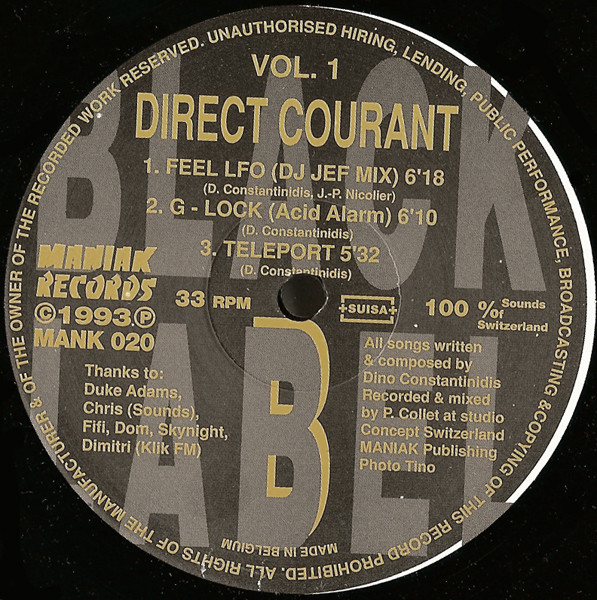 ALL RIGHTS OF THE MANUFACTURER & OF THE OWNER OF THE RECORDED WORK RESERVED. UNAUTHORISED HIRING, LENDING, PUBLIC PERFORMANCE, BROADCASTING &COPYING OF THIS RECORD PROHIBITED.
BLACK
LABEL
VOL. 1
DIRECT COURANT
1. FEEL LFO (DJ JEF MIX) 6'18
(D. Constantinidis, J.-P. Nicolier)
2. G - LOCK (Acid Alarm) 6'10
(D. Constantinidis)
3. TELEPORT 5'32
(D. Constantinidis)
MANIAK
RECORDS
©1993℗
MANK 020
33 RPM
+SUISA+
100 % Sounds
Of
Switzerland
Thanks to:
Duke Adams,
Chris (Sounds),
Fifi, Dom, Skynight,
Dimitri (Klik FM)
B
All songs written
& composed by
Dino Constantinidis
Recorded & mixed
by P. Collet at studio
Concept Switzerland
MANIAK Publishing
Photo Tino
MADE IN BELGIUM